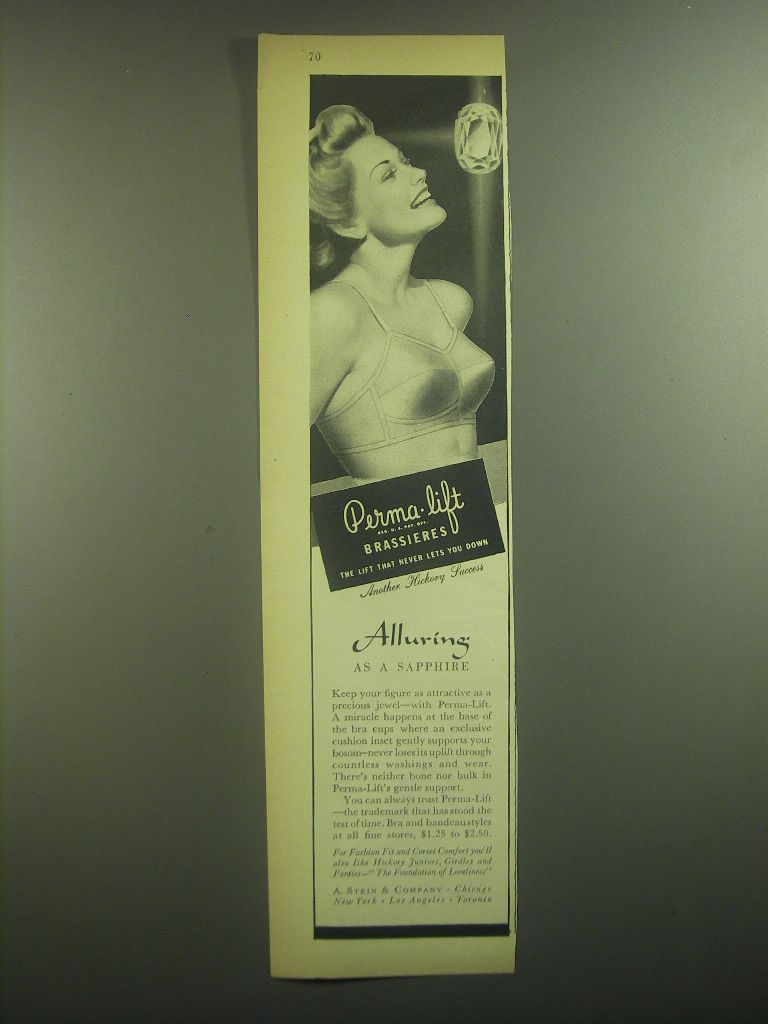 70
Perma·lift
REG. U. S. PAT. OFF.
BRASSIERES
THE LIFT THAT NEVER LETS YOU DOWN
Another Hickory Success
Alluring
AS A SAPPHIRE
Keep your figure as attractive as a
precious jewel—with Perma-Lift.
A miracle happens at the base of
the bra cups where an exclusive
cushion inset gently supports your
bosom—never loses its uplift through
countless washings and wear.
There's neither bone nor bulk in
Perma-Lift's gentle support.
You can always trust Perma-Lift
—the trademark that has stood the
test of time. Bra and bandeau styles
at all fine stores, $1.25 to $2.50.
For Fashion Fit and Corset Comfort you'll
also like Hickory Juniors, Girdles and
Panties—"The Foundation of Loveliness"
A. STEIN & COMPANY · Chicago
New York · Los Angeles · Toronto